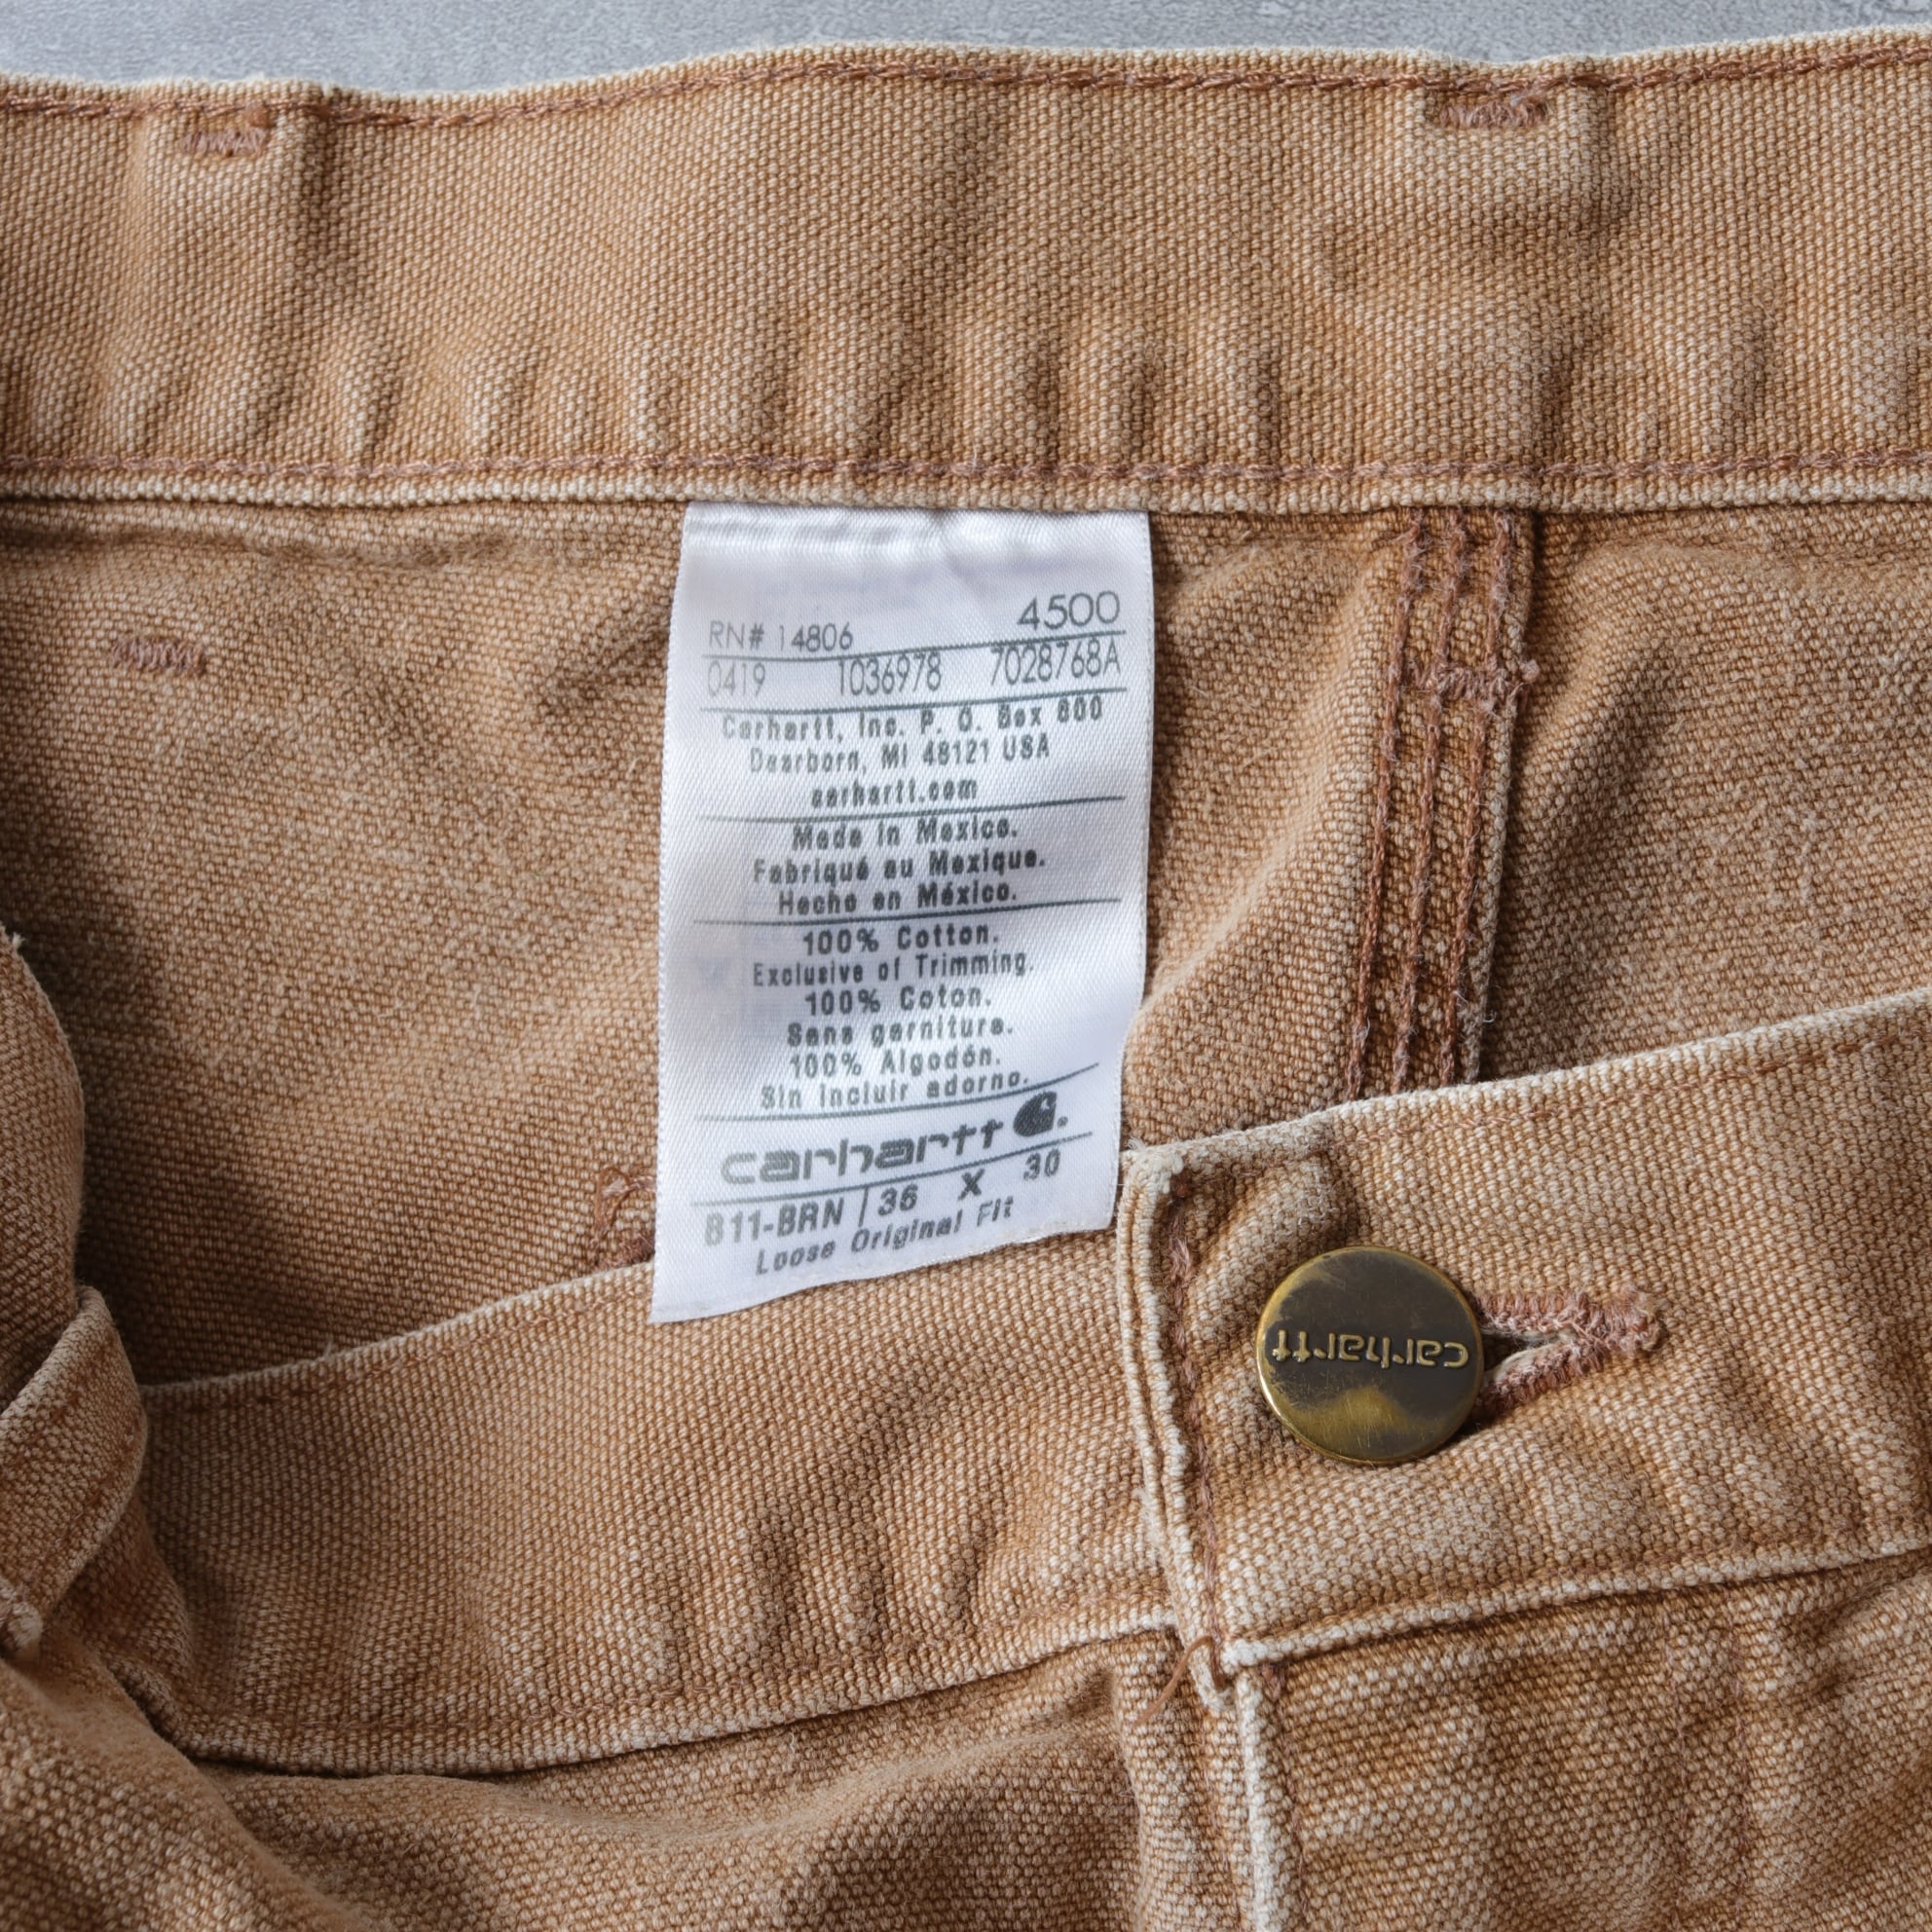 4500
RN# 14806
0419 1036978 7028768A
Carhartt, Inc. P. O. Box 600
Dearborn, MI 48121 USA
carhartt.com
Made in Mexico.
Fabriqué au Mexique.
Hecho en México.
100% Cotton.
Exclusive of Trimming.
100% Coton.
Sans garniture.
100% Algodón.
Sin incluir adorno.
carhartt
B11-BRN | 36 X 30
Loose Original Fit
carhartt